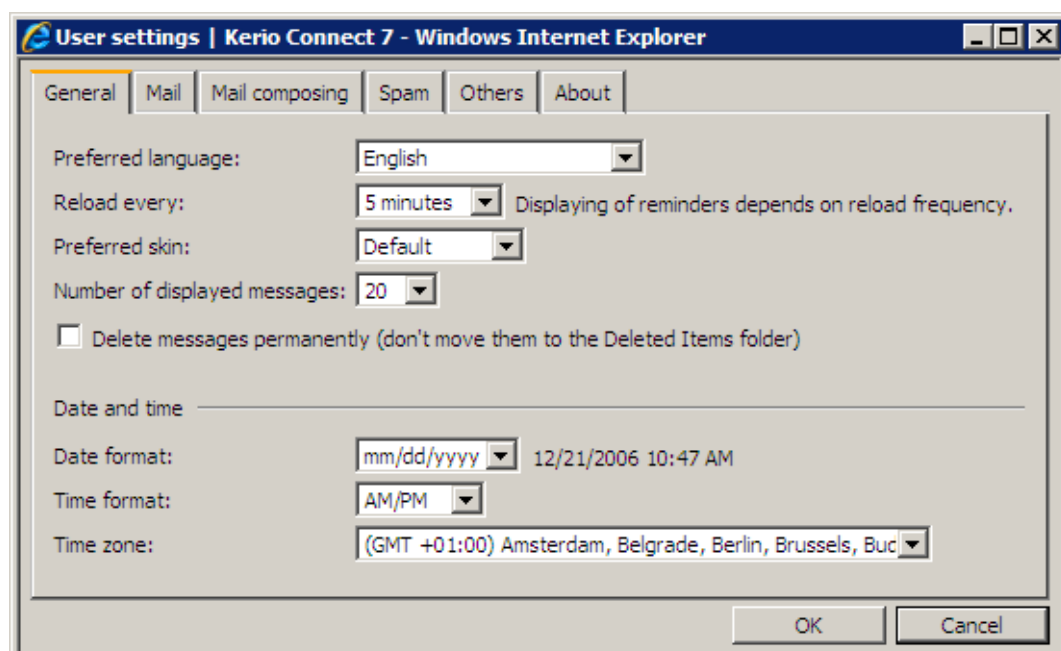 User settings | Kerio Connect 7 - Windows Internet Explorer
General Mail Mail composing Spam Others About
Preferred language: English
Reload every: 5 minutes Displaying of reminders depends on reload frequency.
Preferred skin: Default
Number of displayed messages: 20
Delete messages permanently (don't move them to the Deleted Items folder)
Date and time
Date format: mm/dd/yyyy 12/21/2006 10:47 AM
Time format: AM/PM
Time zone: (GMT +01:00) Amsterdam, Belgrade, Berlin, Brussels, Buc
OK Cancel